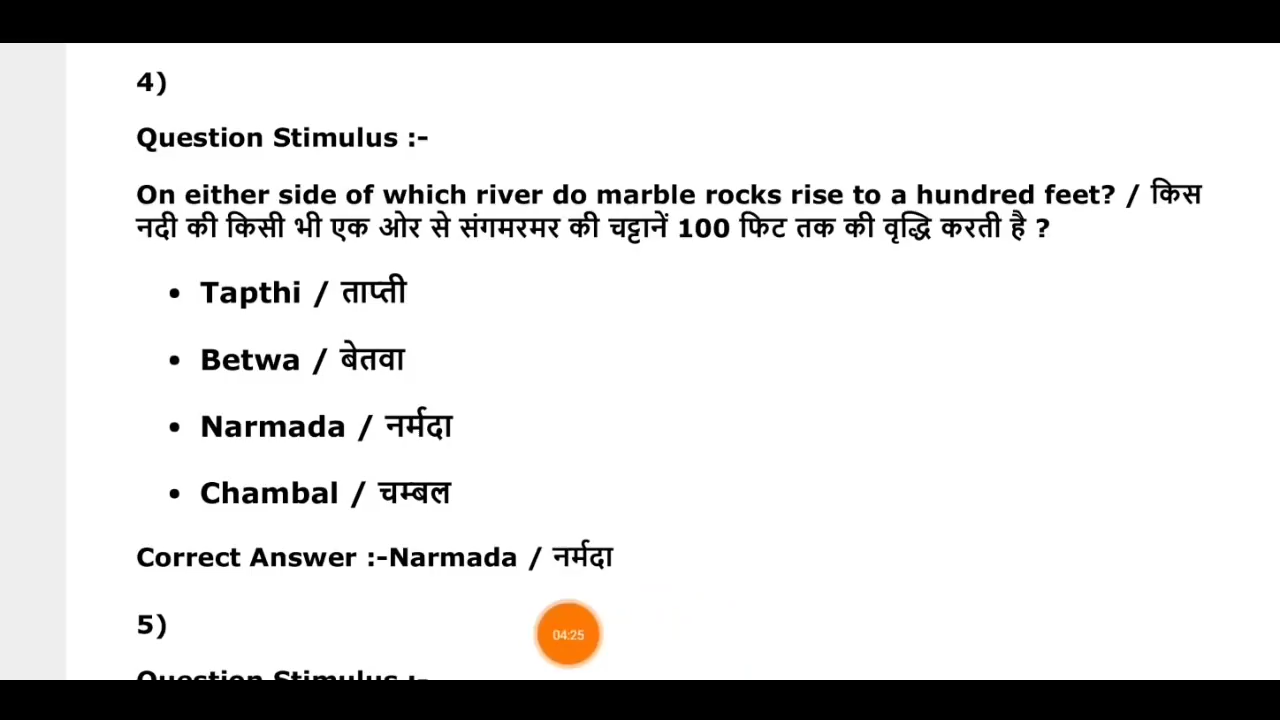 4)
Question Stimulus :-
On either side of which river do marble rocks rise to a hundred feet? / किस
नदी की किसी भी एक ओर से संगमरमर की चट्टानें 100 फिट तक की वृद्धि करती है ?
• Tapthi / ताप्ती
• Betwa / बेतवा
• Narmada / नर्मदा
• Chambal / चम्बल
Correct Answer :-Narmada / नर्मदा
5)
04:25
Question Stimulus :-